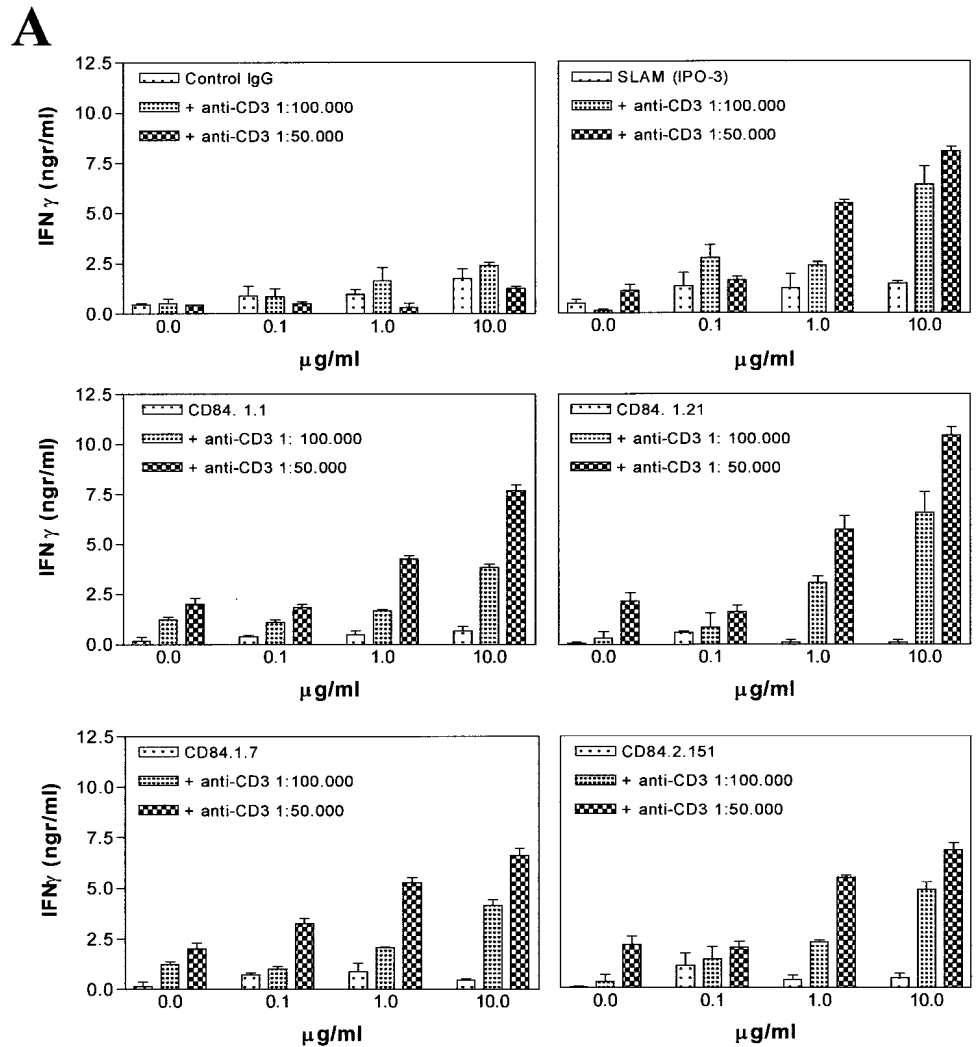 A
Control IgG
+ anti-CD3 1:100.000
+ anti-CD3 1:50.000
12.5
10.0
7.5
5.0
2.5
0.0
IFN γ (ngr/ml)
0.0 0.1 1.0 10.0
μg/ml
SLAM (IPO-3)
+ anti-CD3 1:100.000
+ anti-CD3 1:50.000
0.0 0.1 1.0 10.0
μg/ml
CD84. 1.1
+ anti-CD3 1: 100.000
+ anti-CD3 1:50.000
12.5
10.0
7.5
5.0
2.5
0.0
IFN γ (ngr/ml)
0.0 0.1 1.0 10.0
μg/ml
CD84. 1.21
+ anti-CD3 1: 100.000
+ anti-CD3 1: 50.000
0.0 0.1 1.0 10.0
μg/ml
CD84.1.7
+ anti-CD3 1:100.000
+ anti-CD3 1:50.000
12.5
10.0
7.5
5.0
2.5
0.0
IFNγ (ngr/ml)
0.0 0.1 1.0 10.0
μg/ml
CD84.2.151
+ anti-CD3 1:100.000
+ anti-CD3 1:50.000
0.0 0.1 1.0 10.0
μg/ml